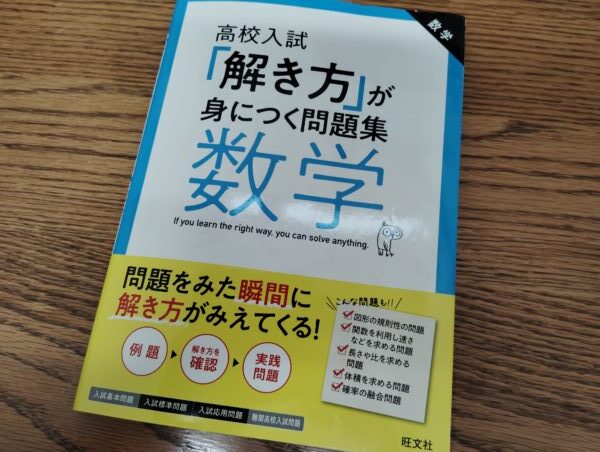 数学
高校入試
「解き方」が
身につく問題集
数学
If you learn the right way, you can solve anything.
問題をみた瞬間に
解き方がみえてくる!
例題
解き方を
確認
実践
問題
こんな問題も!!
図形の規則性の問題
関数を利用し速さ
などを求める問題
長さや比を求める
問題
体積を求める問題
確率の融合問題
入試基本問題
入試標準問題
入試応用問題
難関高校入試問題
旺文社